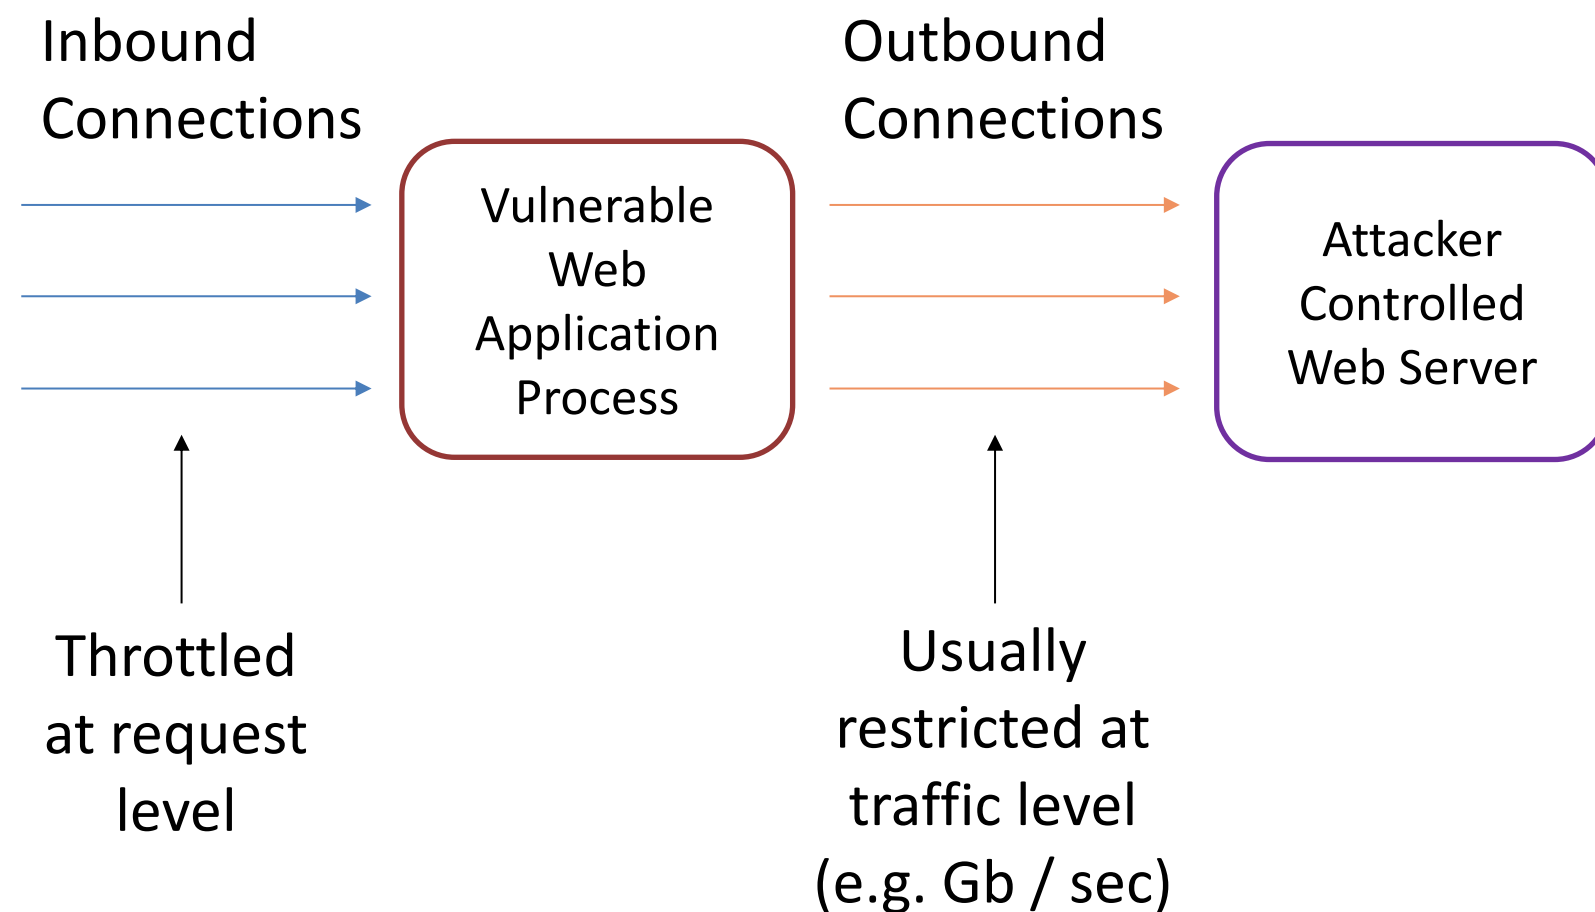 Inbound
Connections
Outbound
Connections
Vulnerable
Web
Application
Process
Attacker
Controlled
Web Server
Throttled
at request
level
Usually
restricted at
traffic level
(e.g. Gb / sec)